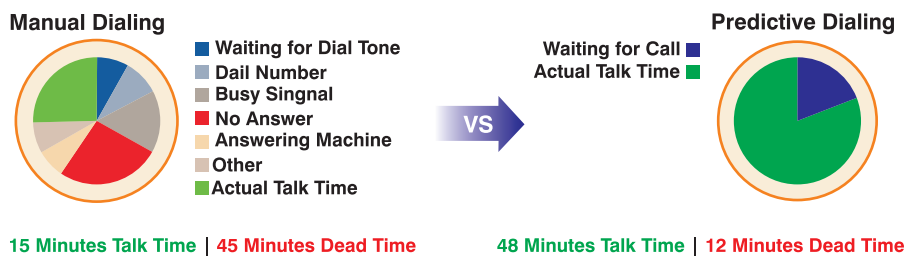 Manual Dialing
Waiting for Dial Tone
Dail Number
Busy Singnal
No Answer
Answering Machine
Other
Actual Talk Time
15 Minutes Talk Time | 45 Minutes Dead Time
VS
Predictive Dialing
Waiting for Call
Actual Talk Time
48 Minutes Talk Time | 12 Minutes Dead Time